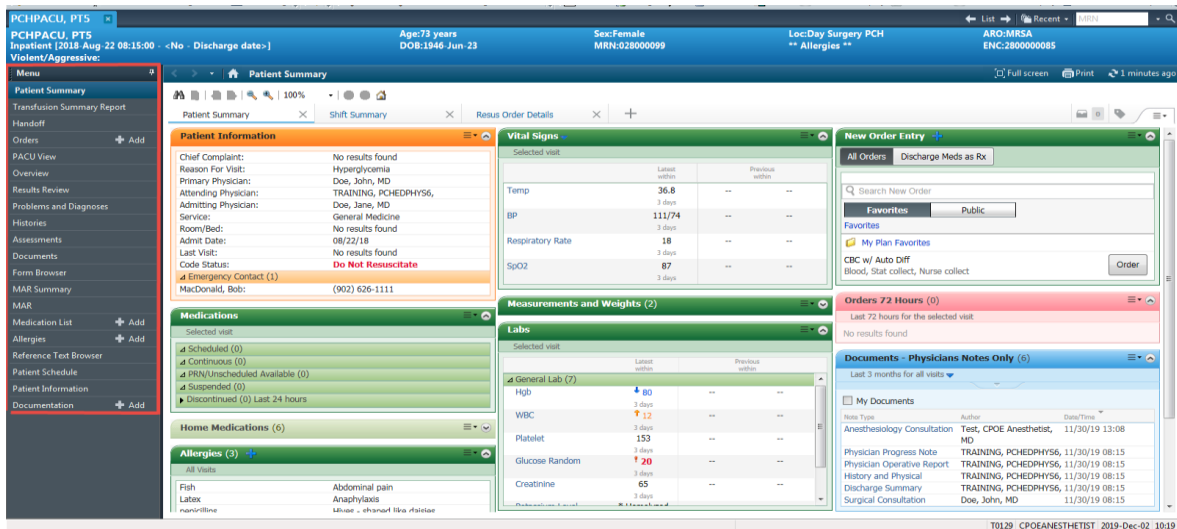 PCHPACU, PT5
List Recent MRN
PCHPACU, PT5 Age:73 years Sex:Female Loc:Day Surgery PCH ARO:MRSA
Inpatient [2018-Aug-22 08:15:00 - <No - Discharge date>] DOB:1946-Jun-23 MRN:028000099 ** Allergies ** ENC:2800000085
Violent/Aggressive:
Menu
Patient Summary
Transfusion Summary Report
Handoff
Orders Add
PACU View
Overview
Results Review
Problems and Diagnoses
Histories
Assessments
Documents
Form Browser
MAR Summary
MAR
Medication List Add
Allergies Add
Reference Text Browser
Patient Schedule
Patient Information
Documentation Add
Patient Summary Full screen Print 1 minutes ago
100%
Patient Summary Shift Summary Resus Order Details
0
Patient Information
Chief Complaint: No results found
Reason For Visit: Hyperglycemia
Primary Physician: Doe, John, MD
Attending Physician: TRAINING, PCHEDPHYS6,
Admitting Physician: Doe, Jane, MD
Service: General Medicine
Room/Bed: No results found
Admit Date: 08/22/18
Last Visit: No results found
Code Status: Do Not Resuscitate
Emergency Contact (1)
MacDonald, Bob: (902) 626-1111
Medications
Selected visit
Scheduled (0)
Continuous (0)
PRN/Unscheduled Available (0)
Suspended (0)
Discontinued (0) Last 24 hours
Home Medications (6)
Allergies (3)
All Visits
Fish Abdominal pain
Latex Anaphylaxis
penicillins Hives - shaped like daisies
Vital Signs
Selected visit
Latest within Previous within
Temp 36.8 -- --
3 days
BP 111/74 -- --
3 days
Respiratory Rate 18 -- --
3 days
SpO2 87 -- --
3 days
Measurements and Weights (2)
Labs
Selected visit
Latest within Previous within
General Lab (7)
Hgb 80 -- --
3 days
WBC 12 -- --
3 days
Platelet 153 -- --
3 days
Glucose Random 20 -- --
3 days
Creatinine 65 -- --
3 days
Potassium Level Hemolyzed
New Order Entry
All Orders Discharge Meds as Rx
Search New Order
Favorites Public
Favorites
My Plan Favorites
CBC w/ Auto Diff
Blood, Stat collect, Nurse collect Order
Orders 72 Hours (0)
Last 72 hours for the selected visit
No results found
Documents - Physicians Notes Only (6)
Last 3 months for all visits
My Documents
Note Type Author Date/Time
Anesthesiology Consultation Test, CPOE Anesthetist, MD 11/30/19 13:08
Physician Progress Note TRAINING, PCHEDPHYS6, 11/30/19 08:15
Physician Operative Report TRAINING, PCHEDPHYS6, 11/30/19 08:15
History and Physical TRAINING, PCHEDPHYS6, 11/30/19 08:15
Discharge Summary TRAINING, PCHEDPHYS6, 11/30/19 08:15
Surgical Consultation Doe, John, MD 11/30/19 08:15
T0129 CPOEANESTHETIST 2019-Dec-02 10:19